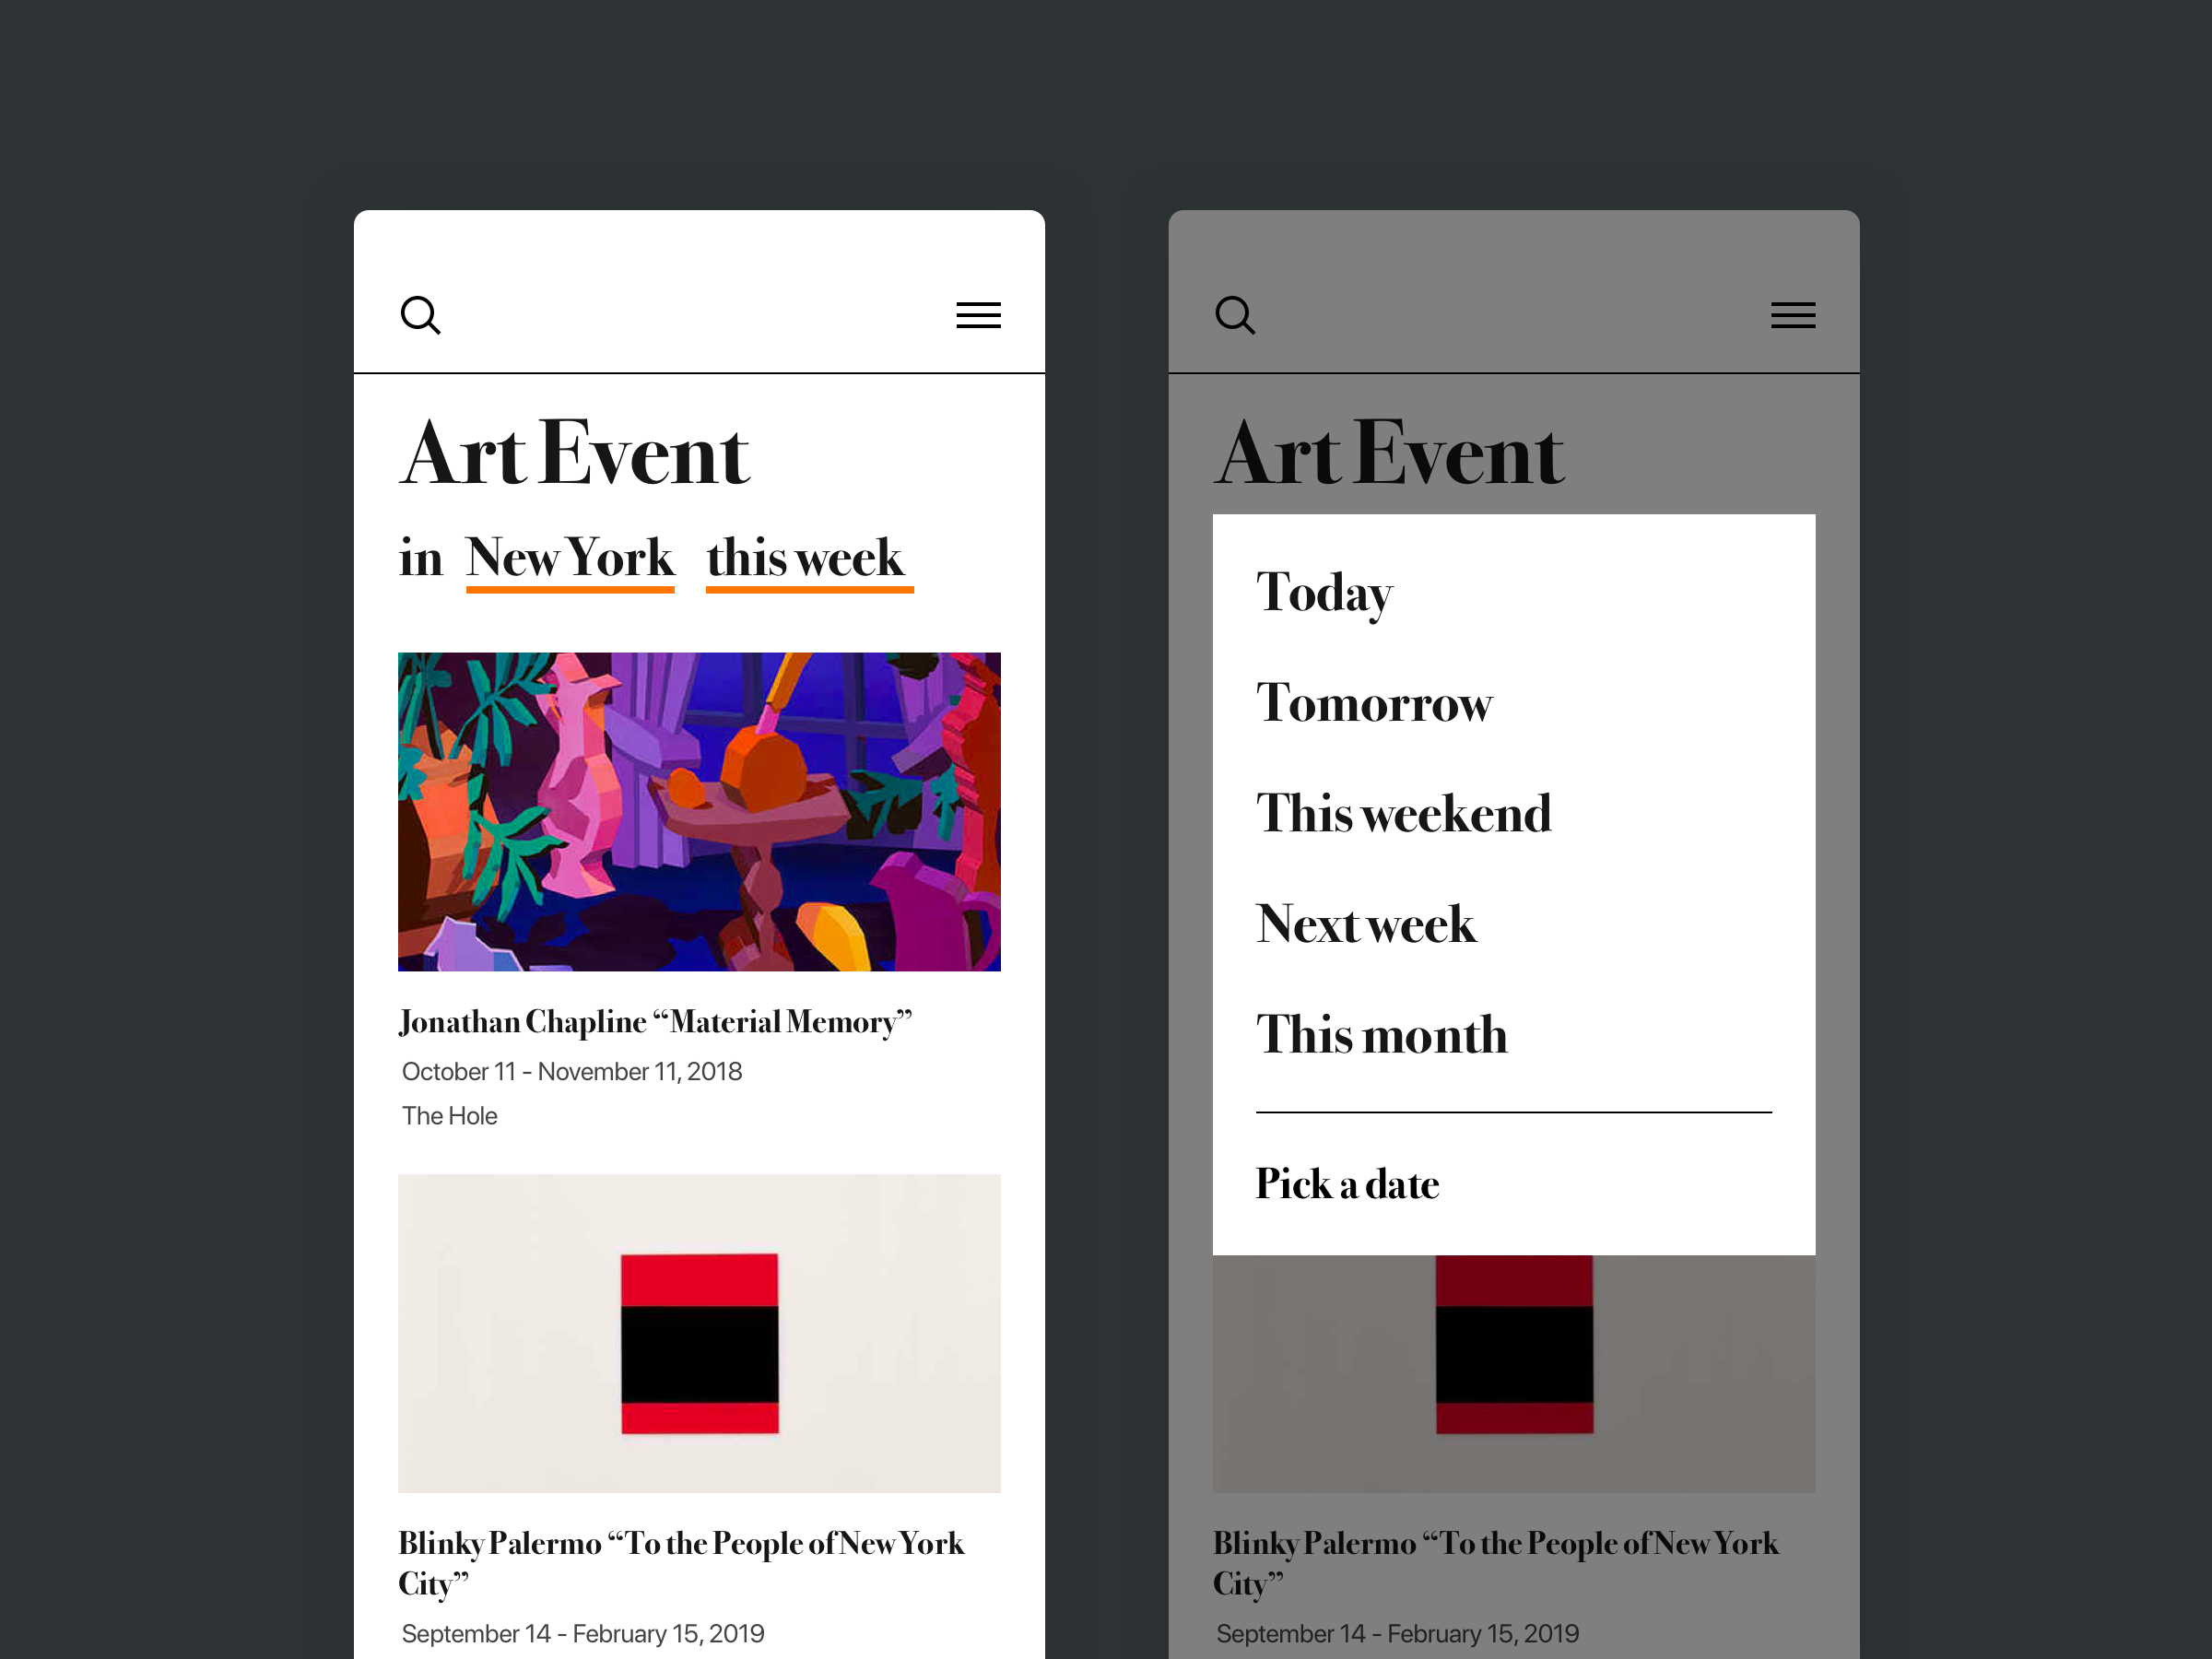 Art Event
in New York this week
Jonathan Chapline “Material Memory”
October 11 - November 11, 2018
The Hole
Blinky Palermo “To the People of New York
City”
September 14 - February 15, 2019
Art Event
Today
Tomorrow
This weekend
Next week
This month
Pick a date
Blinky Palermo “To the People of New York
City”
September 14 - February 15, 2019